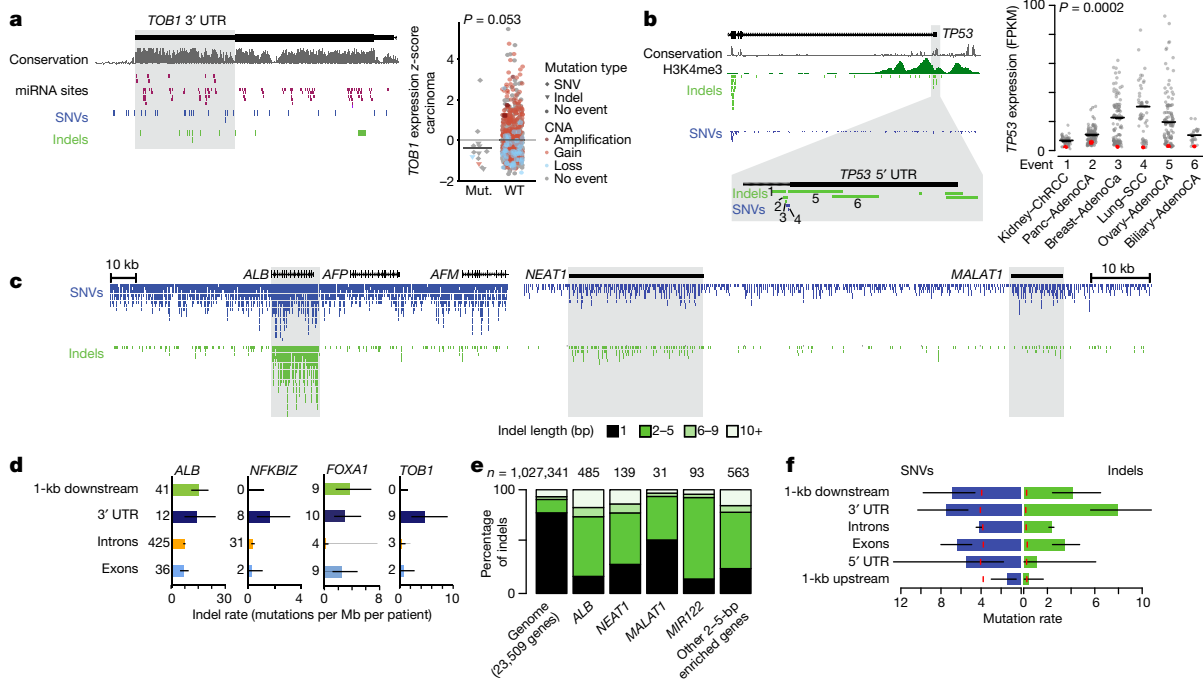 a
TOB1 3′ UTR
Conservation
miRNA sites
SNVs
Indels
P = 0.053
TOB1 expression z-score
carcinoma
4
2
0
−2
Mut.
WT
Mutation type
SNV
Indel
No event
CNA
Amplification
Gain
Loss
No event
b
TP53
Conservation
H3K4me3
Indels
SNVs
TP53 5′ UTR
Indels
SNVs
1
2
3
4
5
6
P = 0.0002
TP53 expression (FPKM)
100
0
Event 1 2 3 4 5 6
Kidney–ChRCC
Panc–AdenoCA
Breast–AdenoCa
Lung–SCC
Ovary–AdenoCA
Biliary–AdenoCA
c
10 kb
ALB
AFP
AFM
NEAT1
MALAT1
10 kb
SNVs
Indels
Indel length (bp) 1 2–5 6–9 10+
d
ALB
NFKBIZ
FOXA1
TOB1
1-kb downstream 41 0 9 0
3′ UTR 12 8 10 9
Introns 425 31 4 3
Exons 36 2 9 2
0 30 0 4 0 8 0 10
Indel rate (mutations per Mb per patient)
e
n = 1,027,341 485 139 31 93 563
Percentage
of indels
100
0
Genome
(23,509 genes)
ALB
NEAT1
MALAT1
MIR122
Other 2–5-bp
enriched genes
f
SNVs
Indels
1-kb downstream
3′ UTR
Introns
Exons
5′ UTR
1-kb upstream
12 8 4 0 0 2 6 10
Mutation rate